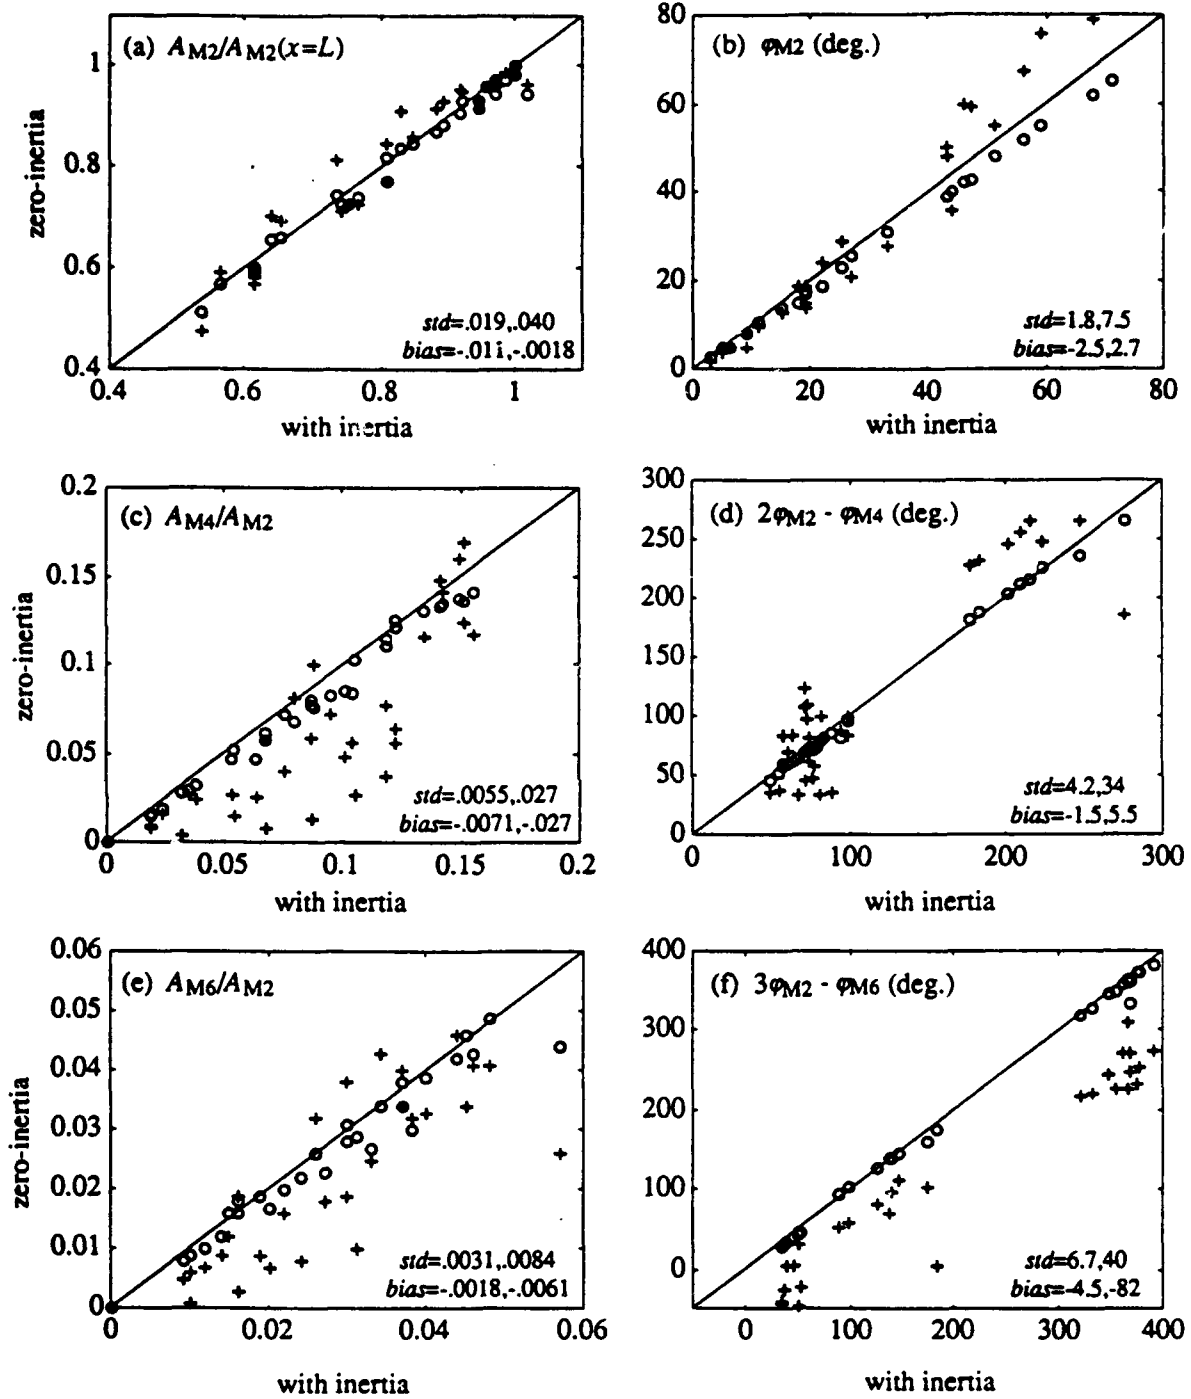 (a) AM2/AM2(x=L)
1
0.8
0.6
0.4
zero-inertia
std=.019,.040
bias=-.011,-.0018
0.4 0.6 0.8 1
with inertia
(b) φM2 (deg.)
80
60
40
20
0
std=1.8,7.5
bias=-2.5,2.7
0 20 40 60 80
with inertia
(c) AM4/AM2
0.2
0.15
0.1
0.05
0
zero-inertia
std=.0055,.027
bias=-.0071,-.027
0 0.05 0.1 0.15 0.2
with inertia
(d) 2φM2 - φM4 (deg.)
300
250
200
150
100
50
0
std=4.2,34
bias=-1.5,5.5
0 100 200 300
with inertia
(e) AM6/AM2
0.06
0.05
0.04
0.03
0.02
0.01
0
zero-inertia
std=.0031,.0084
bias=-.0018,-.0061
0 0.02 0.04 0.06
with inertia
(f) 3φM2 - φM6 (deg.)
400
300
200
100
0
std=6.7,40
bias=-4.5,-82
0 100 200 300 400
with inertia